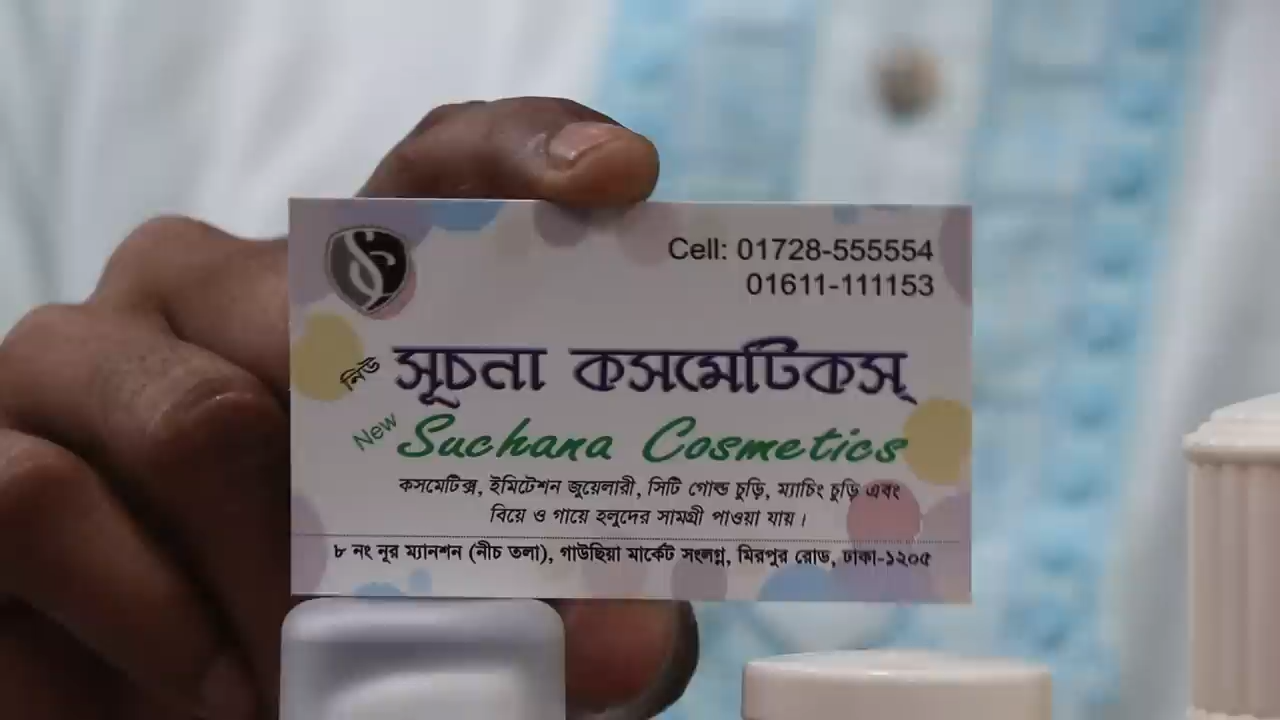 Cell: 01728-555554
01611-111153
নিউ সূচনা কসমেটিকস্
New Suchana Cosmetics
কসমেটিক্স, ইমিটেশন জুয়েলারী, সিটি গোল্ড চুড়ি, ম্যাচিং চুড়ি এবং
বিয়ে ও গায়ে হলুদের সামগ্রী পাওয়া যায়।
৮ নং নূর ম্যানশন (নীচ তলা), গাউছিয়া মার্কেট সংলগ্ন, মিরপুর রোড, ঢাকা-১২০৫